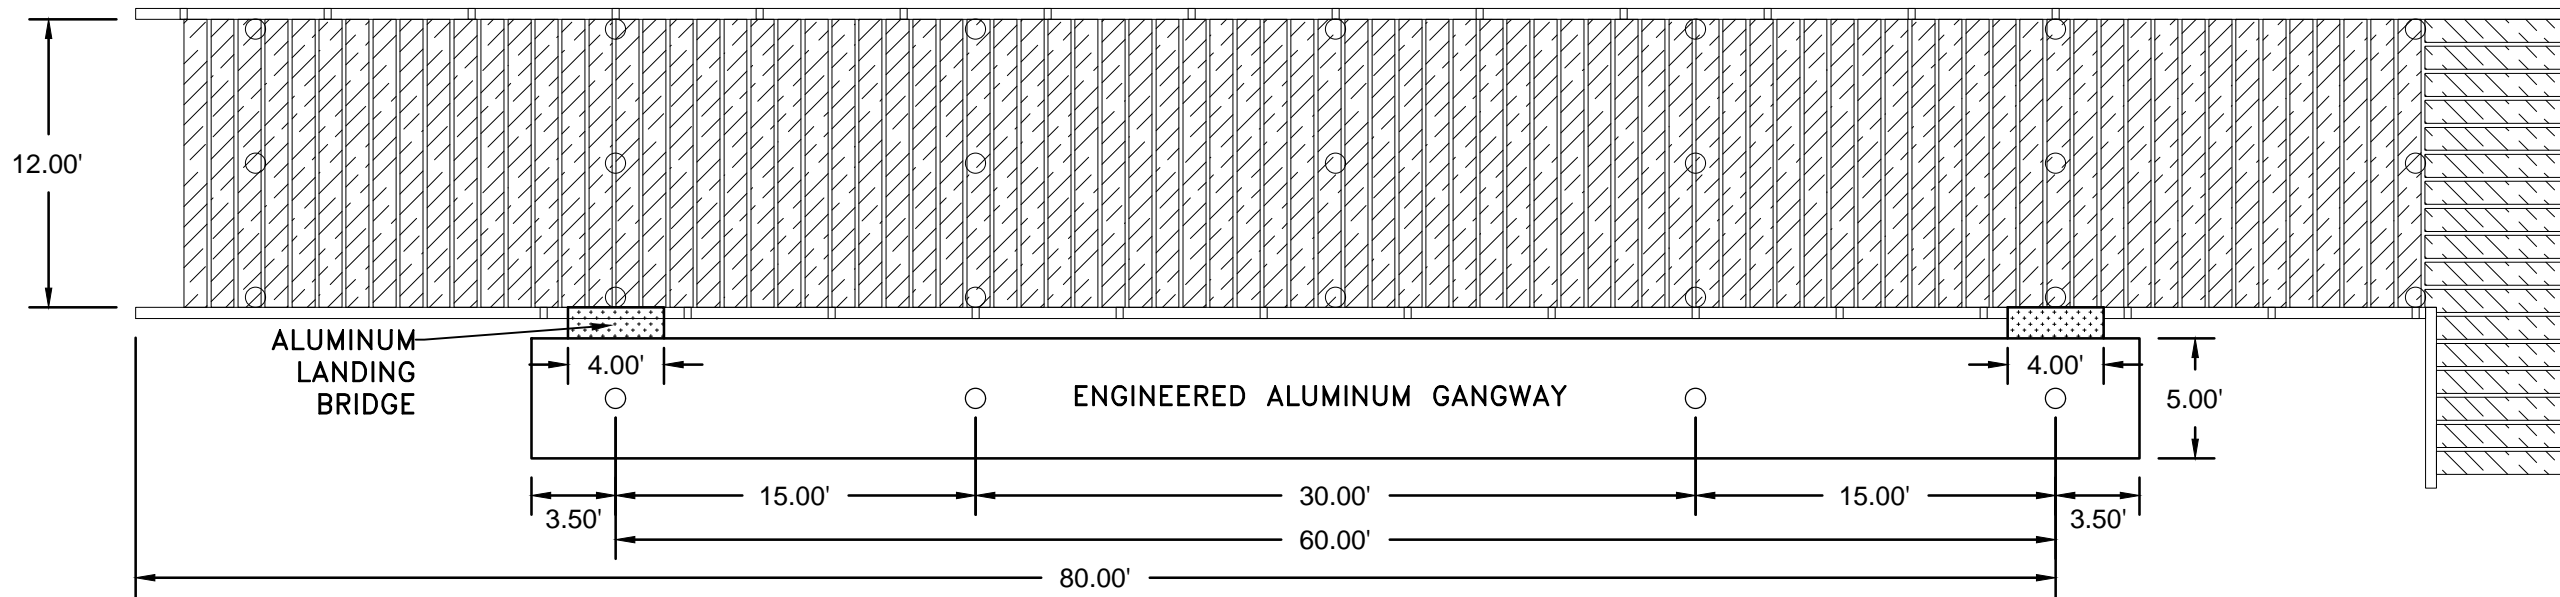 12.00'
ALUMINUM
LANDING
BRIDGE
4.00'
ENGINEERED ALUMINUM GANGWAY
4.00'
5.00'
3.50'
15.00'
30.00'
15.00'
3.50'
60.00'
80.00'